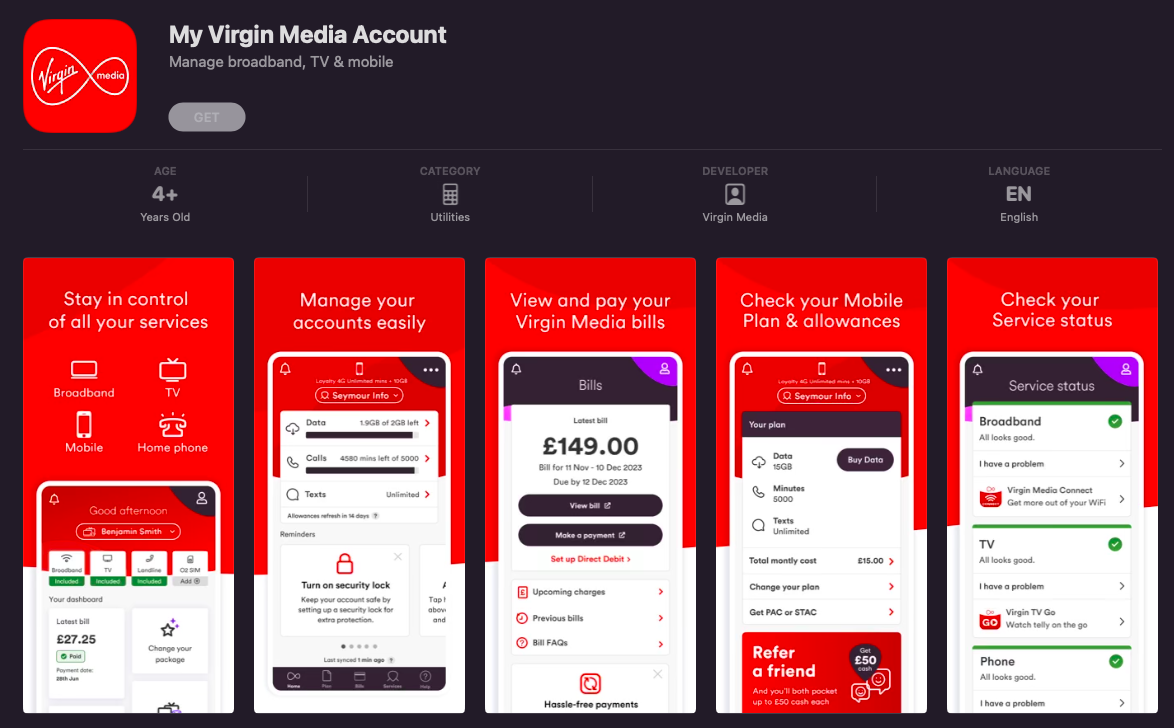 Virgin media
My Virgin Media Account
Manage broadband, TV & mobile
GET
AGE
4+
Years Old
CATEGORY
Utilities
DEVELOPER
Virgin Media
LANGUAGE
EN
English
Stay in control
of all your services
Broadband
TV
Mobile
Home phone
Good afternoon
Benjamin Smith
Broadband
TV
Landline
O2 SIM
Included
Included
Included
Add
Your dashboard
Latest bill
£27.25
Paid
Payment date:
28th Jun
Change your
package
Manage your
accounts easily
Loyalty 4G Unlimited mins + 10GB
Seymour Info
Data
1.9GB of 2GB left
Calls
4580 mins left of 5000
Texts
Unlimited
Allowances refresh in 14 days ?
Reminders
Turn on security lock
Keep your account safe by
setting up a security lock for
extra protection.
A
Tap h
abov
and
Last synced 1 min ago ?
Home
Plan
Bills
Services
Help
View and pay your
Virgin Media bills
Bills
Latest bill
£149.00
Bill for 11 Nov - 10 Dec 2023
Due by 12 Dec 2023
View bill
Make a payment
Set up Direct Debit >
Upcoming charges
Previous bills
Bill FAQs
Hassle-free payments
Check your Mobile
Plan & allowances
Loyalty 4G Unlimited mins + 10GB
Seymour Info
Your plan
Data
15GB
Buy Data
Minutes
5000
Texts
Unlimited
Total montly cost
£15.00
Change your plan
Get PAC or STAC
Refer
a friend
Get
£50
cash
And you'll both pocket
up to £50 cash each
Check your
Service status
Service status
Broadband
All looks good.
I have a problem
Virgin Media Connect
Get more out of your WiFi
TV
All looks good.
I have a problem
GO
Virgin TV Go
Watch telly on the go
Phone
All looks good.
I have a problem